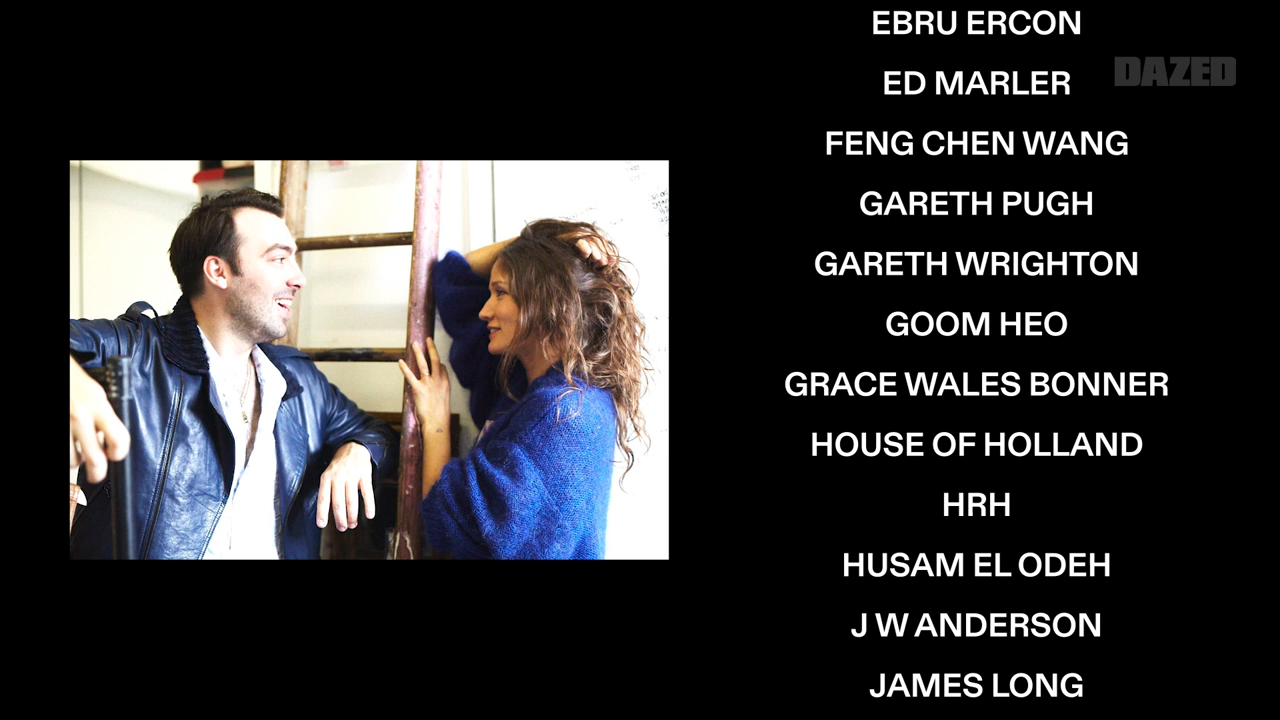 EBRU ERCON
DAZED
ED MARLER
FENG CHEN WANG
GARETH PUGH
GARETH WRIGHTON
GOOM HEO
GRACE WALES BONNER
HOUSE OF HOLLAND
HRH
HUSAM EL ODEH
J W ANDERSON
JAMES LONG